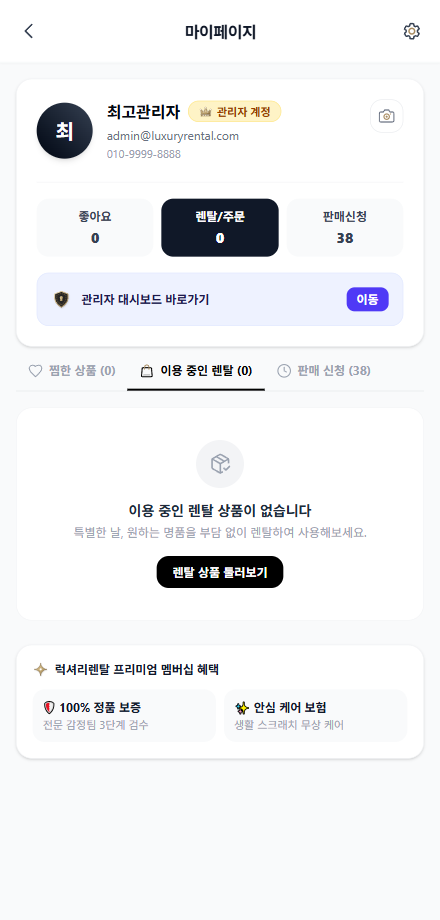 마이페이지
최
최고관리자
관리자 계정
admin@luxuryrental.com
010-9999-8888
좋아요
0
렌탈/주문
0
판매신청
38
관리자 대시보드 바로가기
이동
찜한 상품 (0)
이용 중인 렌탈 (0)
판매 신청 (38)
이용 중인 렌탈 상품이 없습니다
특별한 날, 원하는 명품을 부담 없이 렌탈하여 사용해보세요.
렌탈 상품 둘러보기
럭셔리렌탈 프리미엄 멤버십 혜택
100% 정품 보증
전문 감정팀 3단계 검수
안심 케어 보험
생활 스크래치 무상 케어